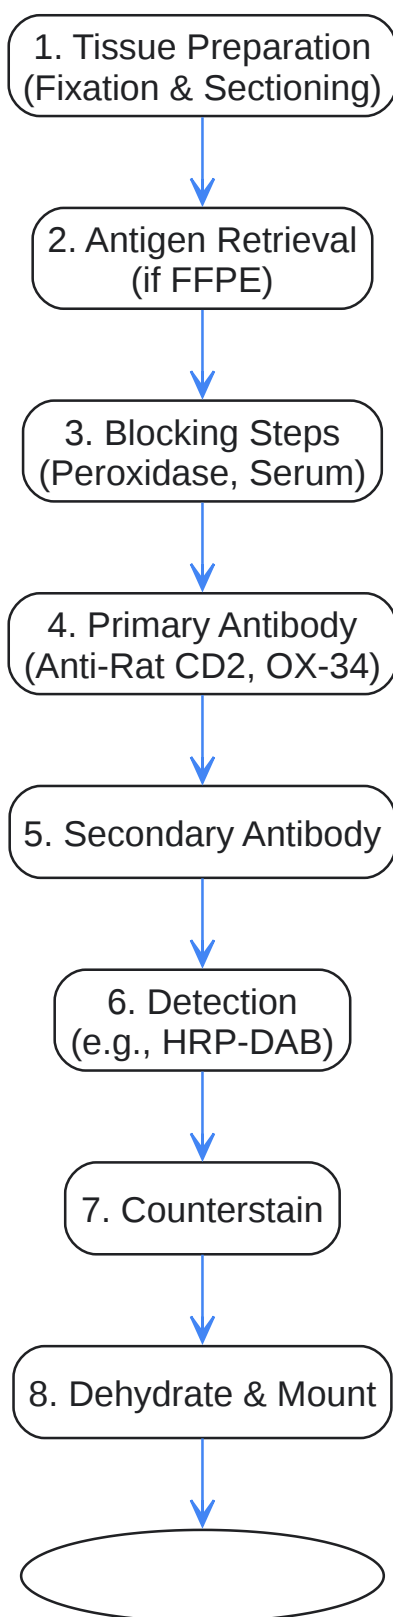 1. Tissue Preparation
(Fixation & Sectioning)
2. Antigen Retrieval
(if FFPE)
3. Blocking Steps
(Peroxidase, Serum)
4. Primary Antibody
(Anti-Rat CD2, OX-34)
5. Secondary Antibody
6. Detection
(e.g., HRP-DAB)
7. Counterstain
8. Dehydrate & Mount